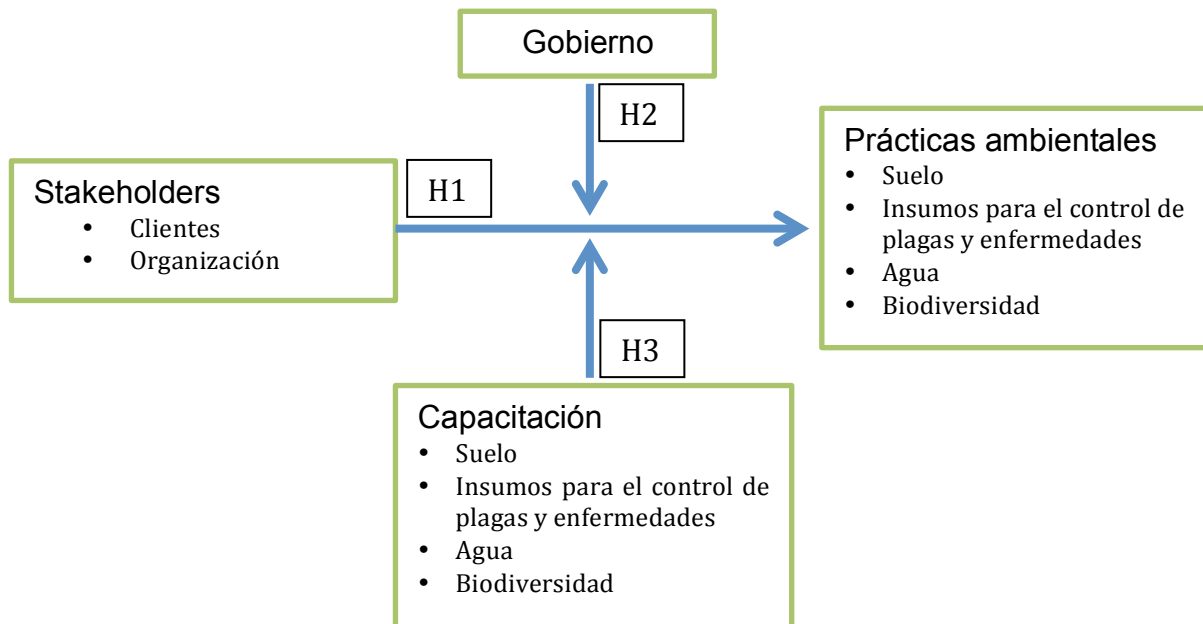 Gobierno
H2
Stakeholders
• Clientes
• Organización
H1
Prácticas ambientales
• Suelo
• Insumos para el control de
plagas y enfermedades
• Agua
• Biodiversidad
H3
Capacitación
• Suelo
• Insumos para el control de
plagas y enfermedades
• Agua
• Biodiversidad